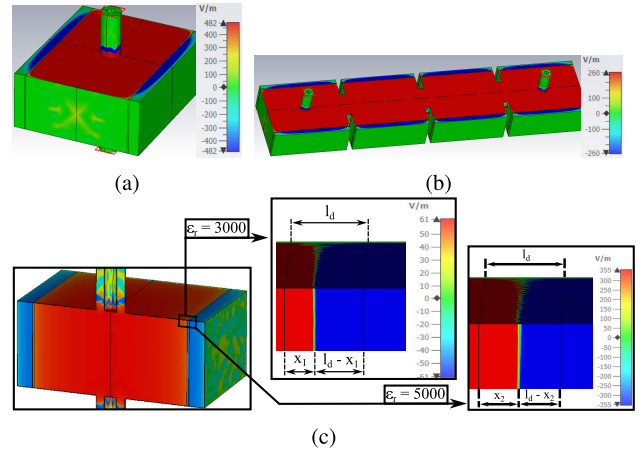 V/m
482
400
300
200
100
0
-100
-200
-300
-400
-482
(a)
V/m
260
100
0
-100
-260
(b)
εr = 3000
ld
x1
ld - x1
V/m
61
50
40
30
20
10
0
-10
-20
-30
-40
-50
-61
εr = 5000
ld
x2
ld - x2
V/m
355
300
250
200
150
100
50
0
-50
-100
-150
-200
-250
-300
-355
(c)